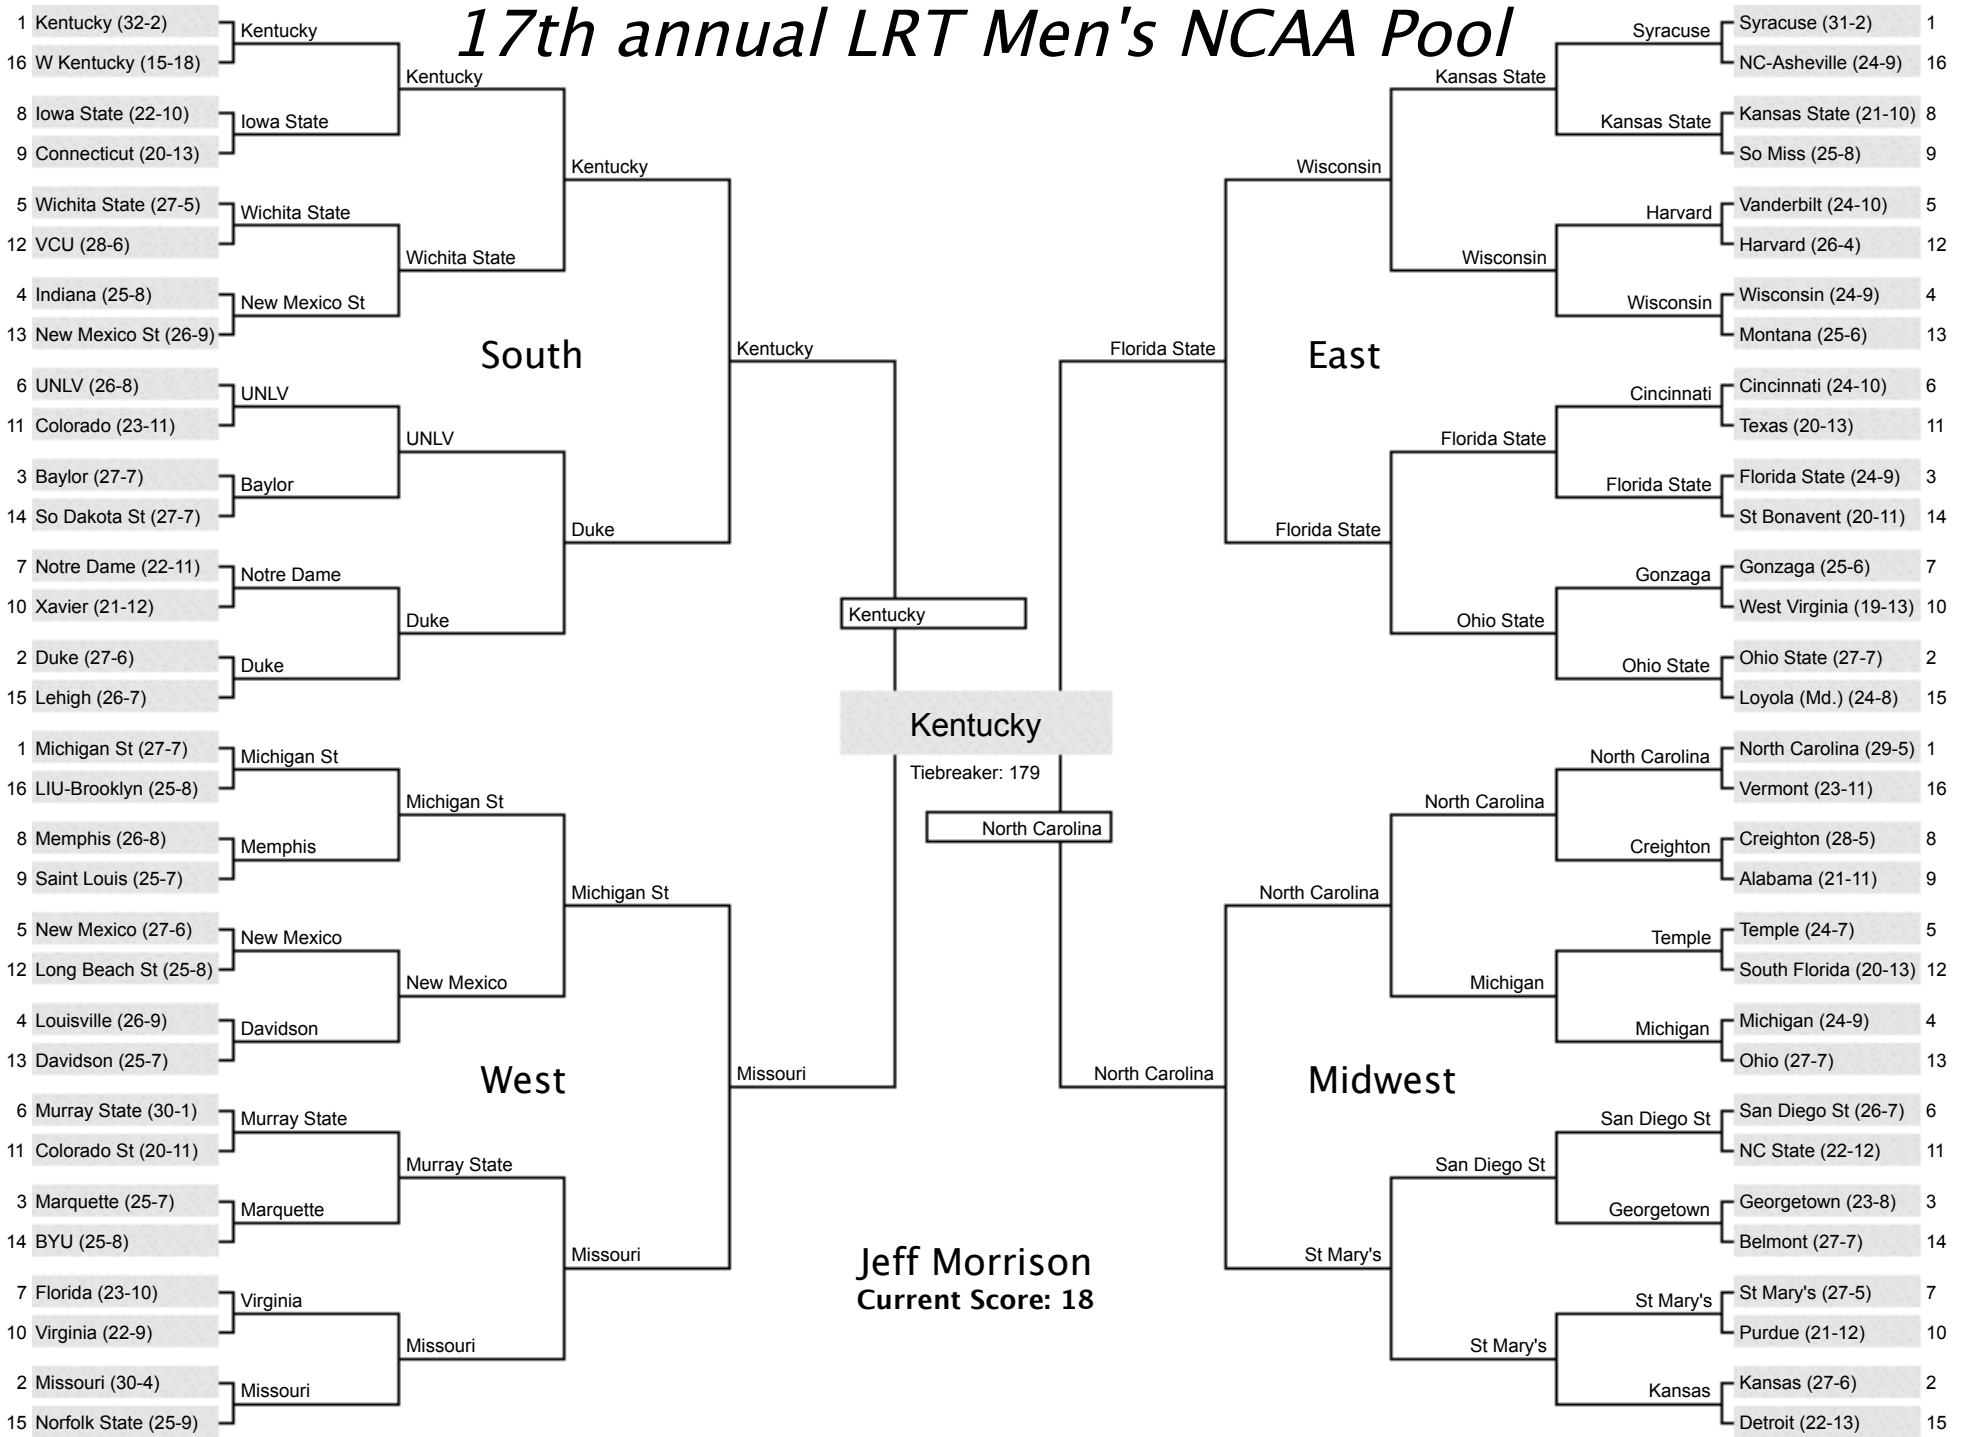 17th annual LRT Men's NCAA Pool
1 Kentucky (32-2)
16 W Kentucky (15-18)
8 Iowa State (22-10)
9 Connecticut (20-13)
5 Wichita State (27-5)
12 VCU (28-6)
4 Indiana (25-8)
13 New Mexico St (26-9)
6 UNLV (26-8)
11 Colorado (23-11)
3 Baylor (27-7)
14 So Dakota St (27-7)
7 Notre Dame (22-11)
10 Xavier (21-12)
2 Duke (27-6)
15 Lehigh (26-7)
Kentucky
Iowa State
Wichita State
New Mexico St
UNLV
Baylor
Notre Dame
Duke
Kentucky
Wichita State
UNLV
Duke
Kentucky
Duke
Kentucky
South
1 Michigan St (27-7)
16 LIU-Brooklyn (25-8)
8 Memphis (26-8)
9 Saint Louis (25-7)
5 New Mexico (27-6)
12 Long Beach St (25-8)
4 Louisville (26-9)
13 Davidson (25-7)
6 Murray State (30-1)
11 Colorado St (20-11)
3 Marquette (25-7)
14 BYU (25-8)
7 Florida (23-10)
10 Virginia (22-9)
2 Missouri (30-4)
15 Norfolk State (25-9)
Michigan St
Memphis
New Mexico
Davidson
Murray State
Marquette
Virginia
Missouri
Michigan St
New Mexico
Murray State
Missouri
Michigan St
Missouri
Missouri
West
Kentucky
Kentucky
Tiebreaker: 179
North Carolina
Jeff Morrison
Current Score: 18
Syracuse (31-2) 1
NC-Asheville (24-9) 16
Kansas State (21-10) 8
So Miss (25-8) 9
Vanderbilt (24-10) 5
Harvard (26-4) 12
Wisconsin (24-9) 4
Montana (25-6) 13
Cincinnati (24-10) 6
Texas (20-13) 11
Florida State (24-9) 3
St Bonavent (20-11) 14
Gonzaga (25-6) 7
West Virginia (19-13) 10
Ohio State (27-7) 2
Loyola (Md.) (24-8) 15
Syracuse
Kansas State
Harvard
Wisconsin
Cincinnati
Florida State
Gonzaga
Ohio State
Kansas State
Wisconsin
Florida State
Ohio State
Wisconsin
Florida State
Florida State
East
North Carolina (29-5) 1
Vermont (23-11) 16
Creighton (28-5) 8
Alabama (21-11) 9
Temple (24-7) 5
South Florida (20-13) 12
Michigan (24-9) 4
Ohio (27-7) 13
San Diego St (26-7) 6
NC State (22-12) 11
Georgetown (23-8) 3
Belmont (27-7) 14
St Mary's (27-5) 7
Purdue (21-12) 10
Kansas (27-6) 2
Detroit (22-13) 15
North Carolina
Creighton
Temple
Michigan
San Diego St
Georgetown
St Mary's
Kansas
North Carolina
Michigan
San Diego St
St Mary's
North Carolina
St Mary's
North Carolina
Midwest